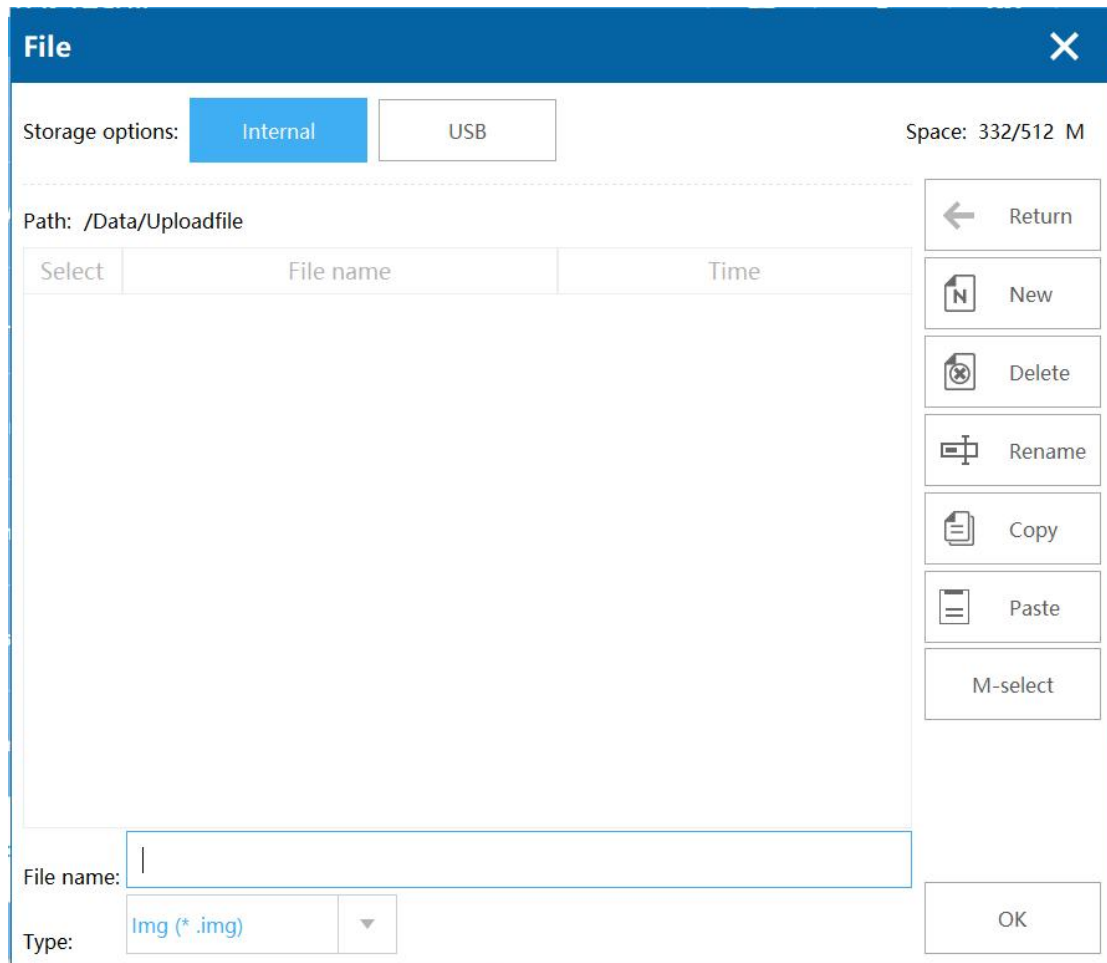 File
Storage options: Internal USB Space: 332/512 M
Path: /Data/Uploadfile
Return
Select File name Time
New
Delete
Rename
Copy
Paste
M-select
File name:
Type: Img (* .img)
OK